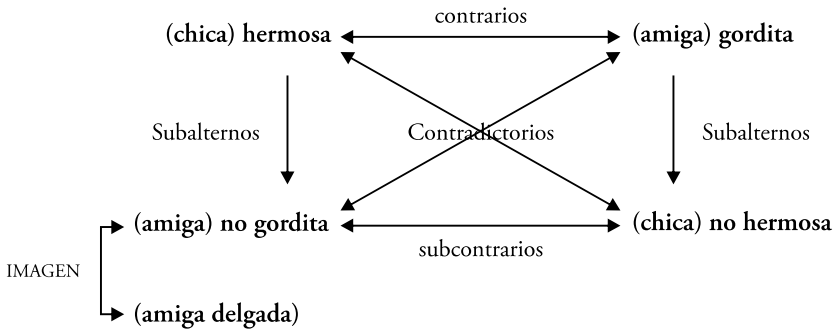 contrarios
(chica) hermosa
(amiga) gordita
Subalternos
Contradictorios
Subalternos
(amiga) no gordita
(chica) no hermosa
subcontrarios
IMAGEN
(amiga delgada)